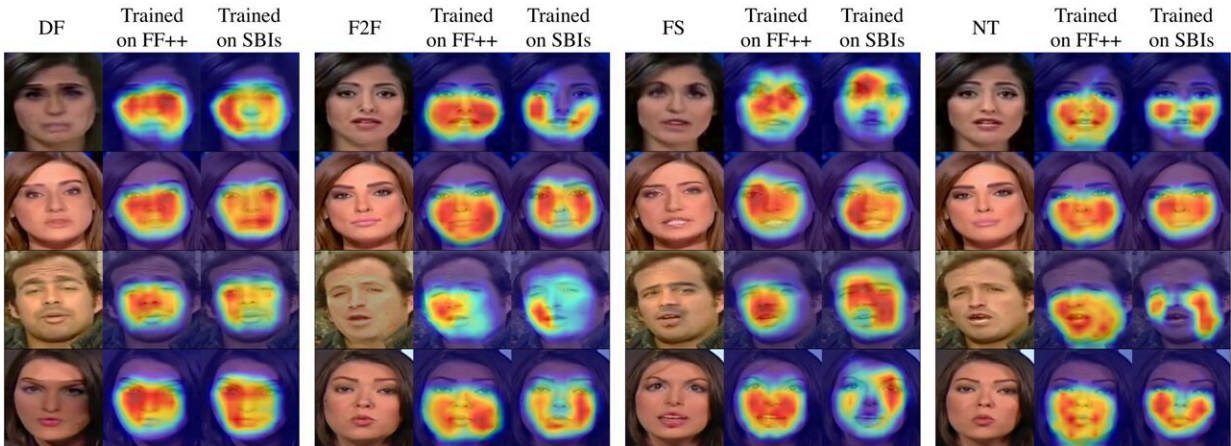 DF
Trained
on FF++
Trained
on SBIs
F2F
Trained
on FF++
Trained
on SBIs
FS
Trained
on FF++
Trained
on SBIs
NT
Trained
on FF++
Trained
on SBIs